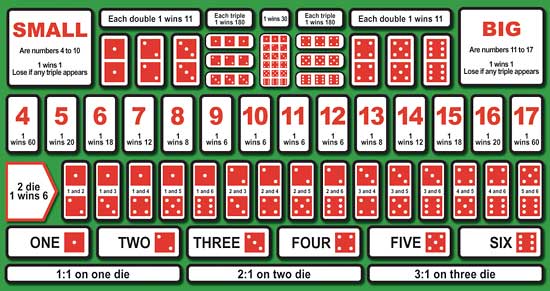 SMALL
Are numbers 4 to 10
1 wins 1
Lose if any triple appears
Each double 1 wins 11
Each triple
1 wins 180
1 wins 30
Each triple
1 wins 180
Each double 1 wins 11
BIG
Are numbers 11 to 17
1 wins 1
Lose if any triple appears
4 5 6 7 8 9 10 11 12 13 14 15 16 17
1 1 1 1 1 1 1 1 1 1 1 1 1 1
wins 60 wins 20 wins 18 wins 12 wins 8 wins 6 wins 6 wins 6 wins 6 wins 8 wins 12 wins 18 wins 20 wins 60
2 die
1 wins 6
1 and 2 1 and 3 1 and 4 1 and 5 1 and 6 2 and 3 2 and 4 2 and 5 2 and 6 3 and 4 3 and 5 3 and 6 4 and 5 4 and 6 5 and 6
ONE TWO THREE FOUR FIVE SIX
1:1 on one die 2:1 on two die 3:1 on three die